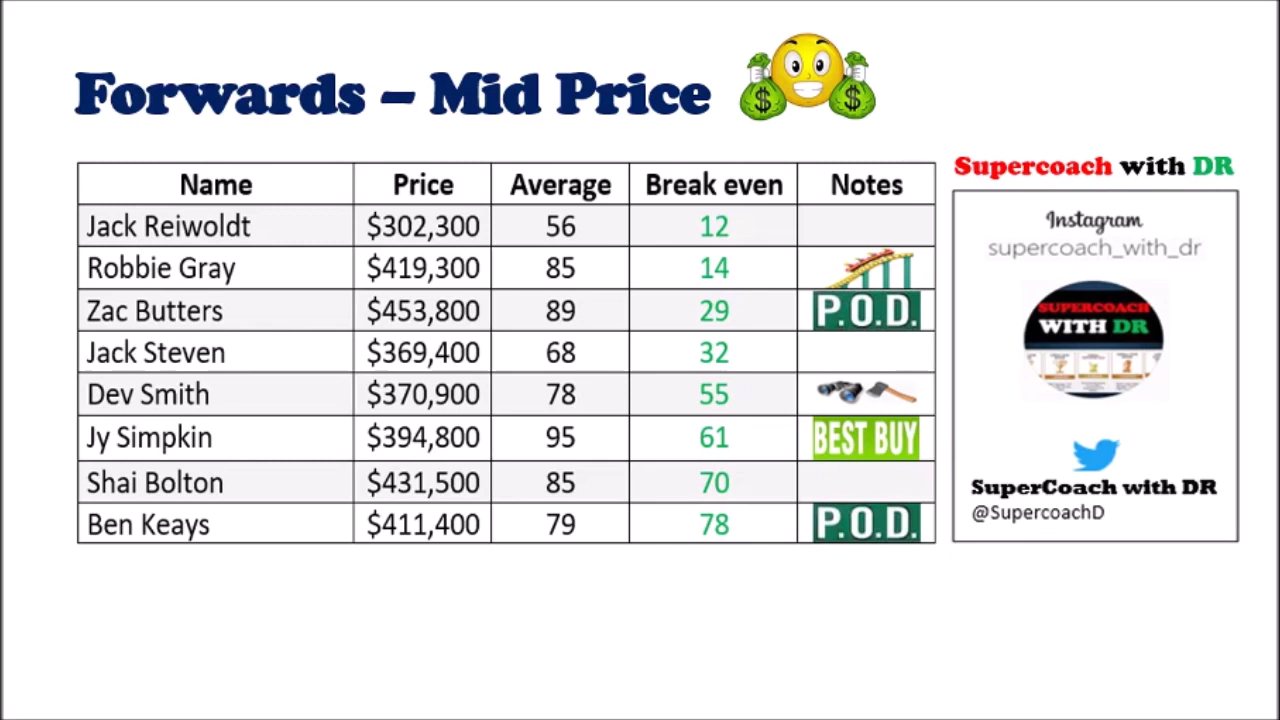 Forwards – Mid Price
$ $
Supercoach with DR
Name Price Average Break even Notes
Jack Reiwoldt $302,300 56 12
Robbie Gray $419,300 85 14
Zac Butters $453,800 89 29 P.O.D.
Jack Steven $369,400 68 32
Dev Smith $370,900 78 55
Jy Simpkin $394,800 95 61 BEST BUY
Shai Bolton $431,500 85 70
Ben Keays $411,400 79 78 P.O.D.
Instagram
supercoach_with_dr
SUPERCOACH
WITH DR
SuperCoach with DR
@SupercoachD